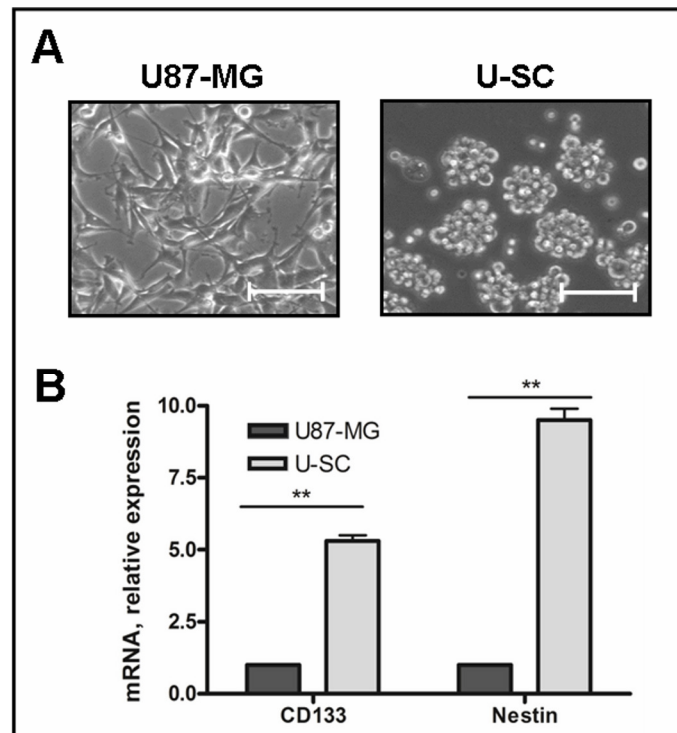 A
U87-MG
U-SC
B
mRNA, relative expression
10.0
7.5
5.0
2.5
0.0
U87-MG
U-SC
**
**
CD133
Nestin